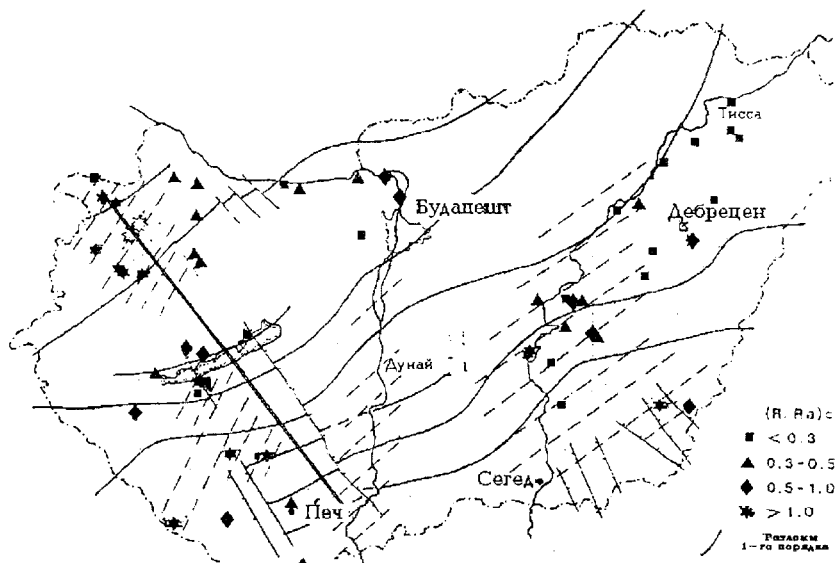 Тисса
Будапешт
Дебрецен
Дунай
(R/Ra)c
< 0.3
0.3-0.5
0.5-1.0
> 1.0
Сегед
Печ
Разломы
1-го порядка